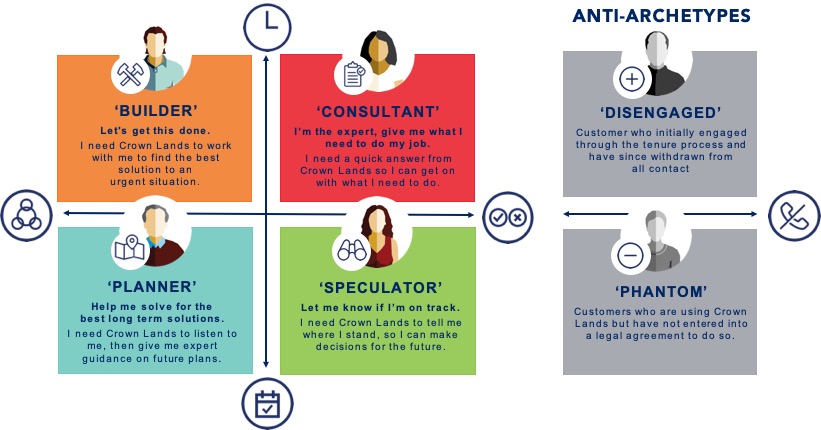 ANTI-ARCHETYPES
‘BUILDER’
Let's get this done.
I need Crown Lands to work
with me to find the best
solution to an
urgent situation.
‘CONSULTANT’
I'm the expert, give me what I
need to do my job.
I need a quick answer from
Crown Lands so I can get on
with what I need to do.
‘DISENGAGED’
Customer who initially engaged
through the tenure process and
have since withdrawn from
all contact
‘PLANNER’
Help me solve for the
best long term solutions.
I need Crown Lands to listen to
me, then give me expert
guidance on future plans.
‘SPECULATOR’
Let me know if I'm on track.
I need Crown Lands to tell me
where I stand, so I can make
decisions for the future.
‘PHANTOM’
Customers who are using Crown
Lands but have not entered into
a legal agreement to do so.